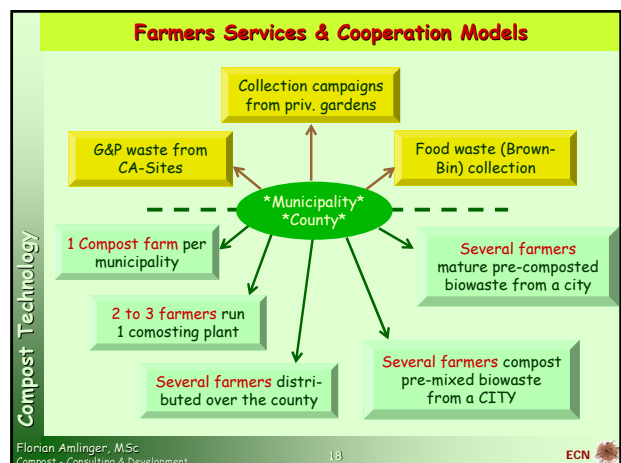 Farmers Services & Cooperation Models
Collection campaigns
from priv. gardens
G&P waste from
CA-Sites
Food waste (Brown-
Bin) collection
*Municipality*
*County*
1 Compost farm per
municipality
Several farmers
mature pre-composted
biowaste from a city
2 to 3 farmers run
1 comosting plant
Several farmers distri-
buted over the county
Several farmers compost
pre-mixed biowaste
from a CITY
Compost Technology
Florian Amlinger, MSc
Compost - Consulting & Development
18
ECN